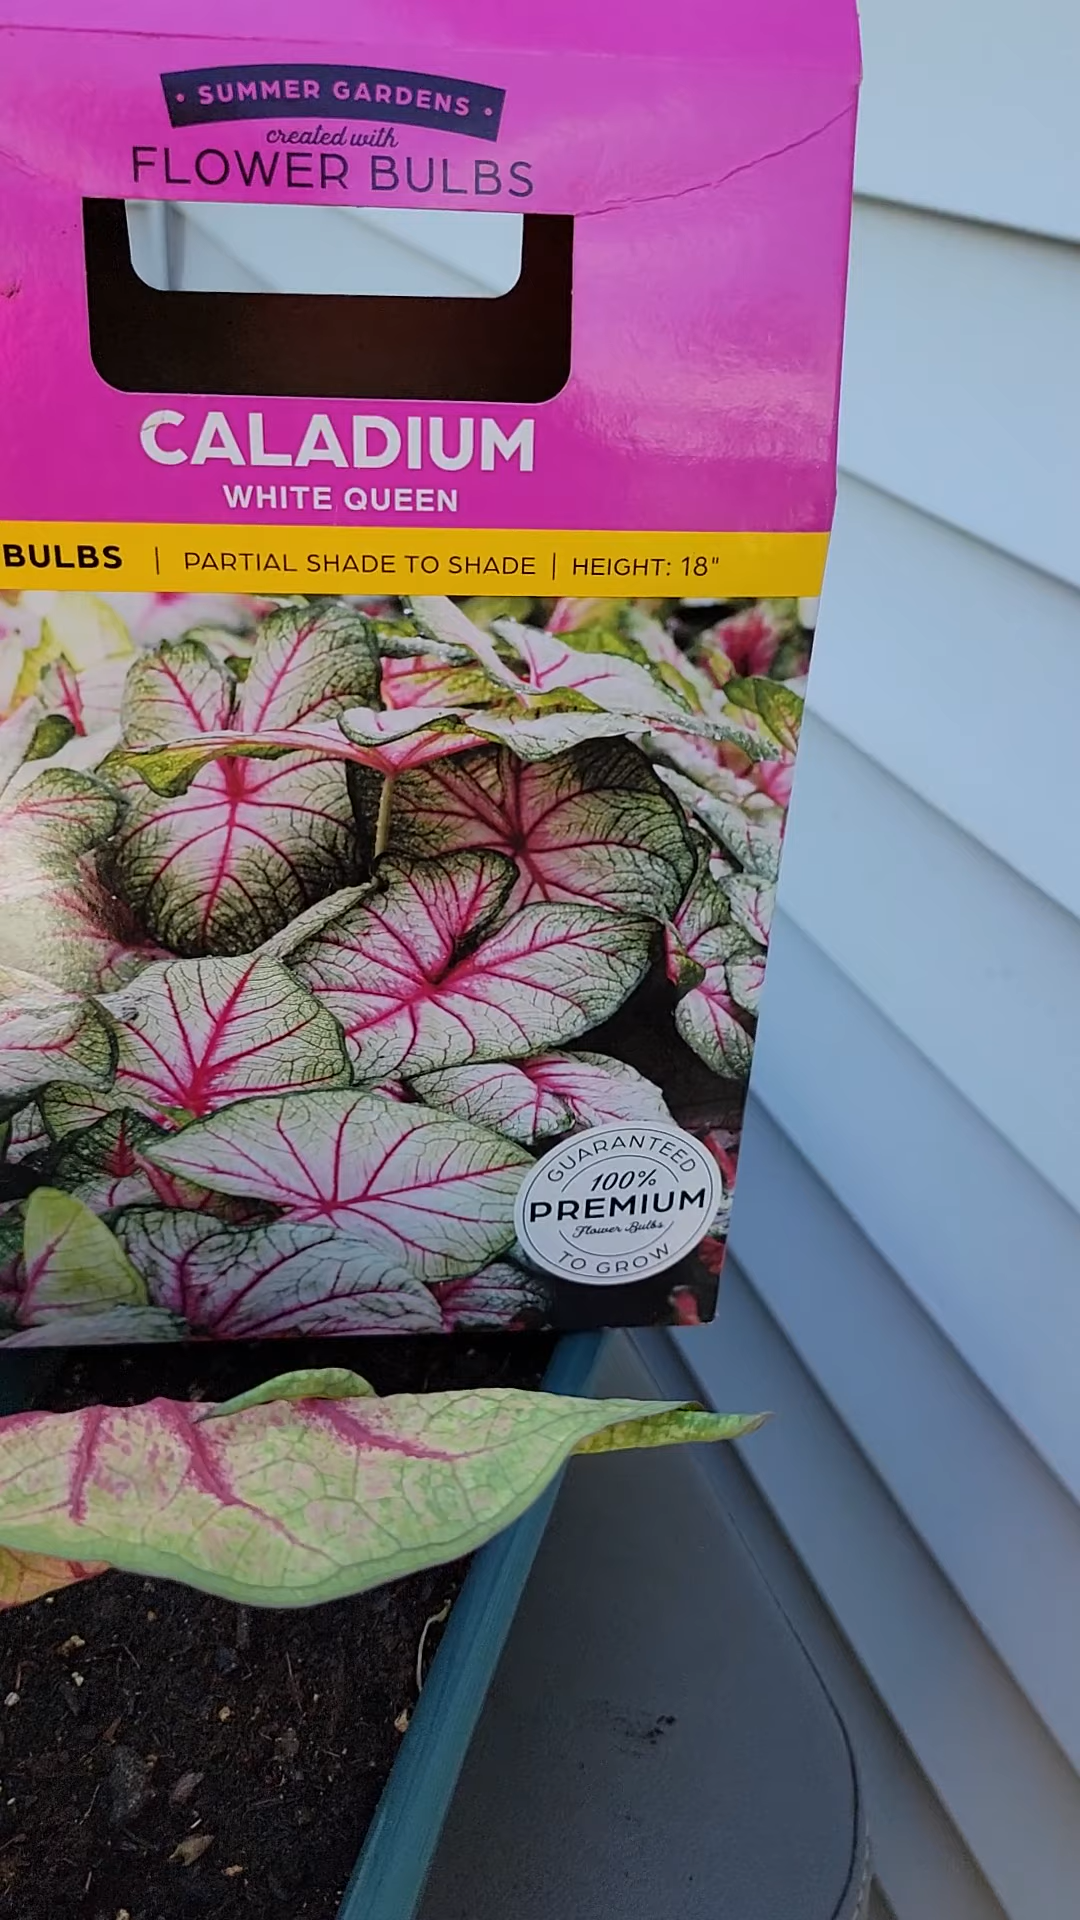 • SUMMER GARDENS •
created with
FLOWER BULBS
CALADIUM
WHITE QUEEN
BULBS | PARTIAL SHADE TO SHADE | HEIGHT: 18"
GUARANTEED
100%
PREMIUM
Flower Bulbs
TO GROW